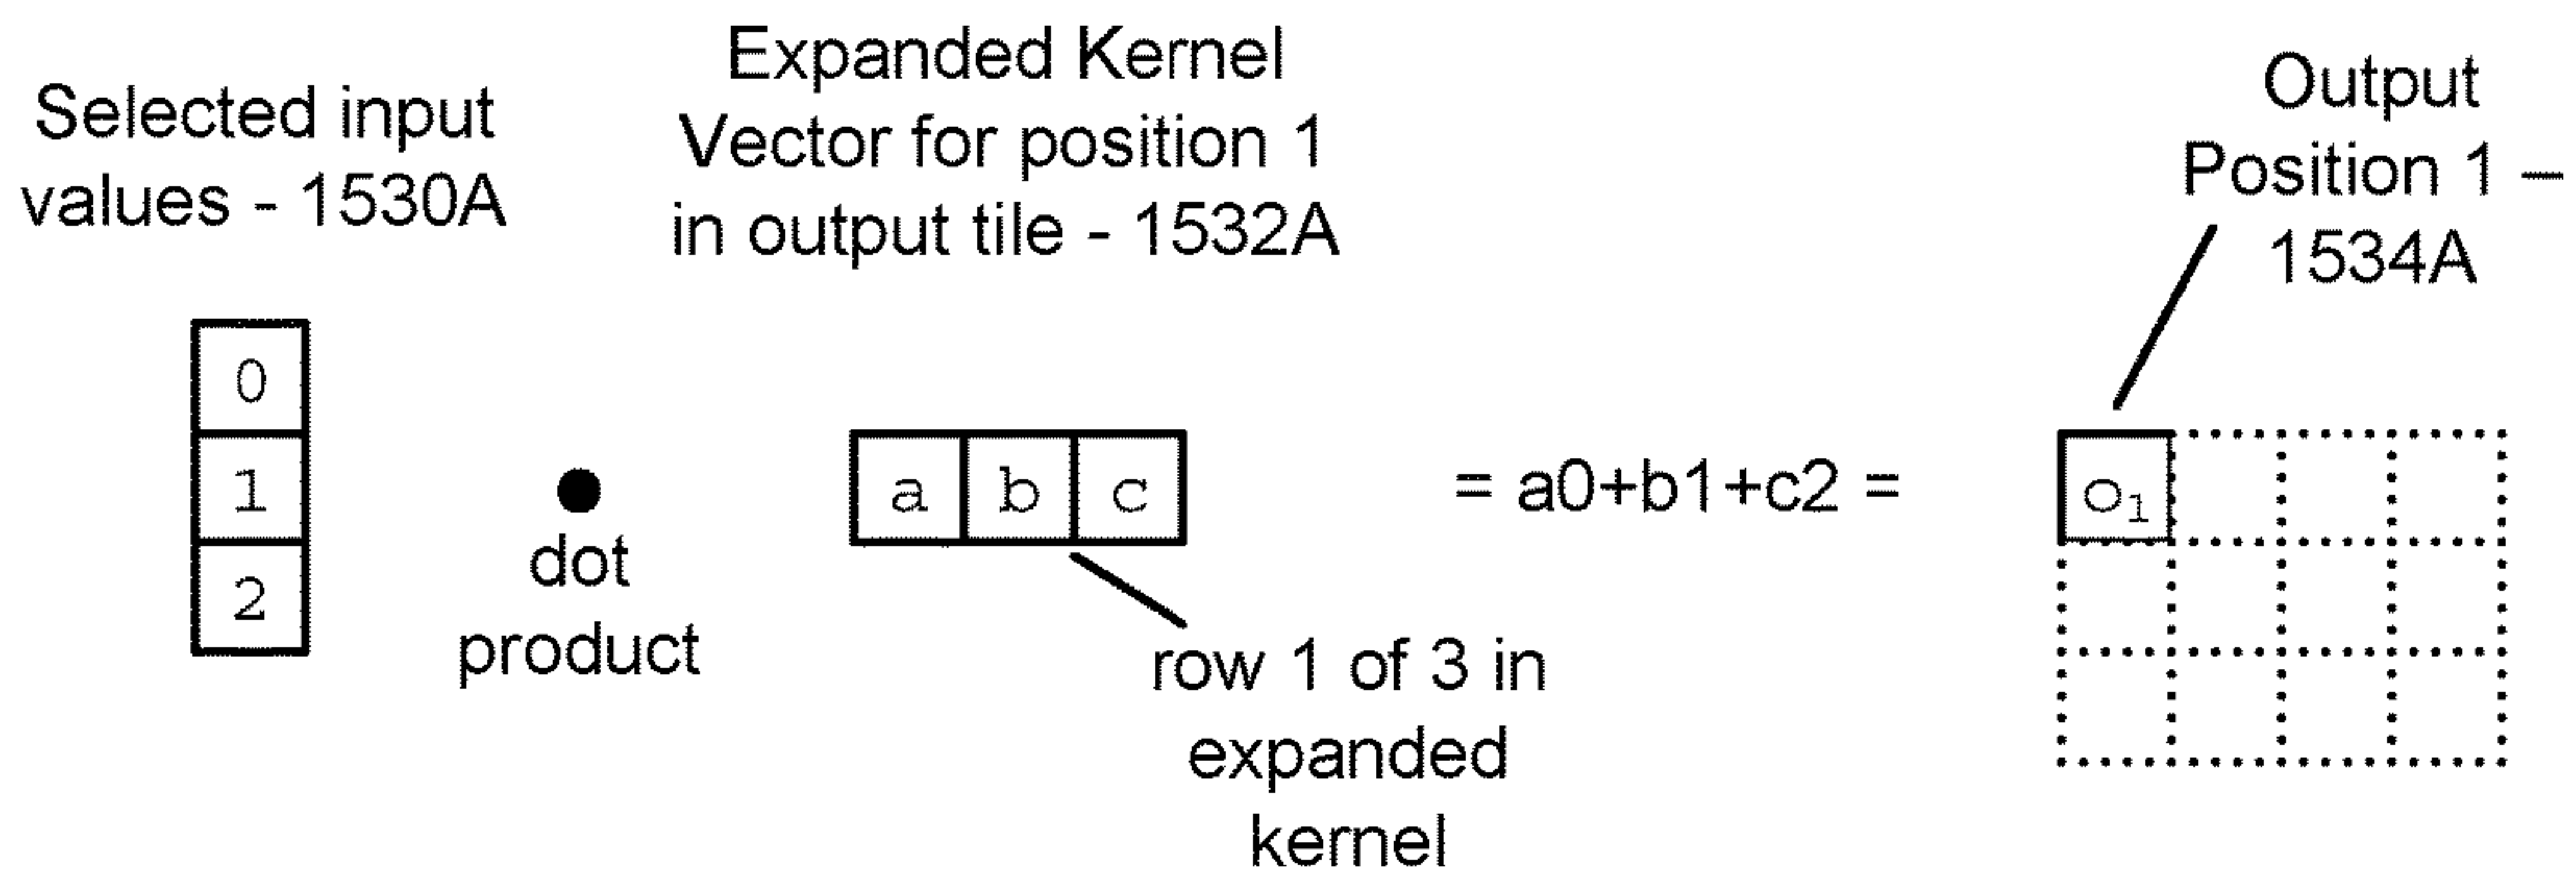 Selected input
values - 1530A
Expanded Kernel
Vector for position 1
in output tile - 1532A
Output
Position 1 –
1534A
0
1
2
dot
product
a b c
= a0+b1+c2 =
o₁
row 1 of 3 in
expanded
kernel